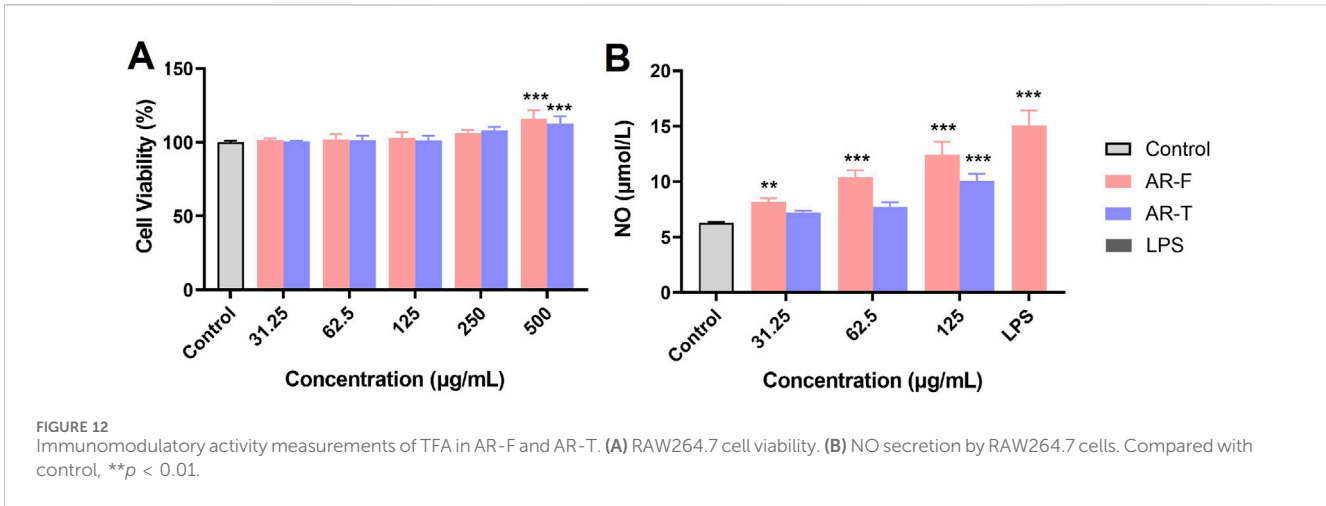 A
Cell Viability (%)
150
100
50
0
*** ***
Control 31.25 62.5 125 250 500
Concentration (µg/mL)
B
NO (µmol/L)
20
15
10
5
0
** *** *** *** ***
Control 31.25 62.5 125 LPS
Concentration (µg/mL)
Control
AR-F
AR-T
LPS
FIGURE 12
Immunomodulatory activity measurements of TFA in AR-F and AR-T. (A) RAW264.7 cell viability. (B) NO secretion by RAW264.7 cells. Compared with
control, **p < 0.01.